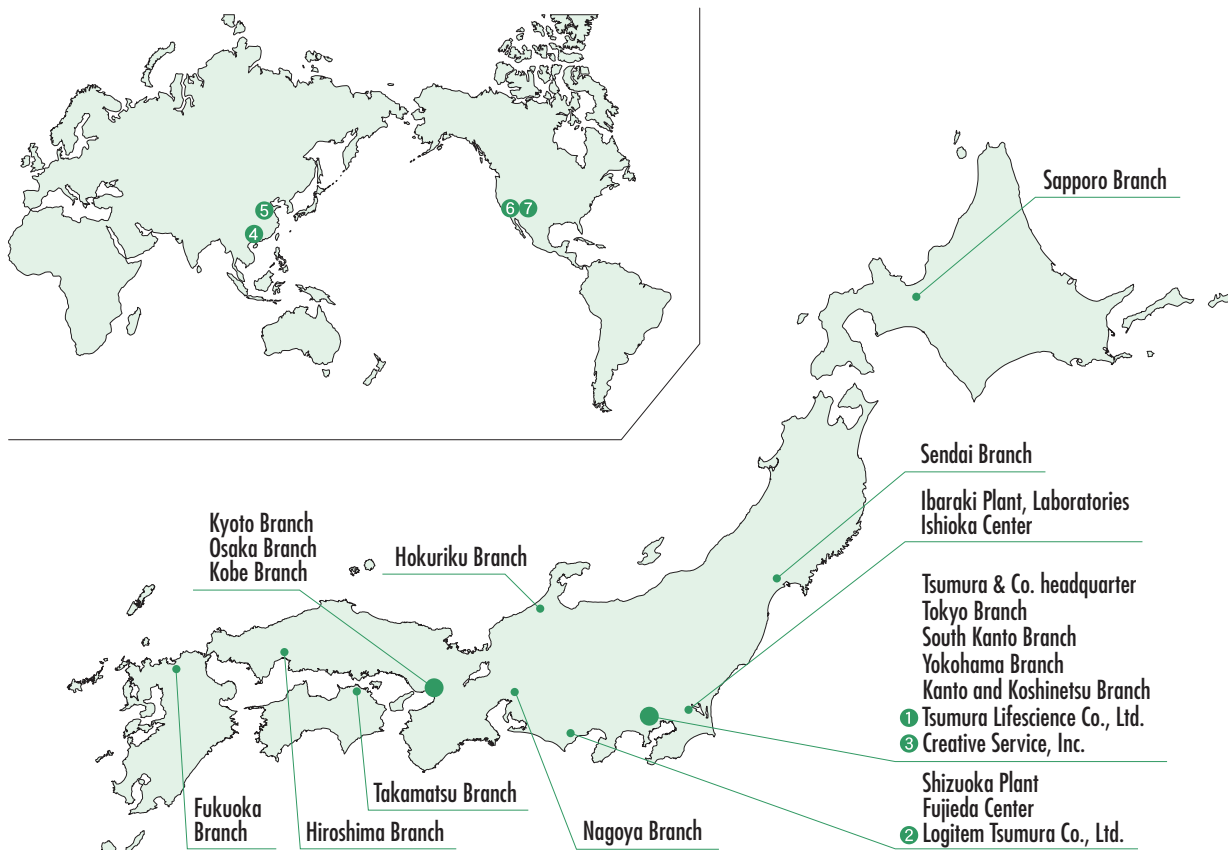 5
4
6 7
Sapporo Branch
Sendai Branch
Ibaraki Plant, Laboratories
Ishioka Center
Kyoto Branch
Osaka Branch
Kobe Branch
Hokuriku Branch
Tsumura & Co. headquarter
Tokyo Branch
South Kanto Branch
Yokohama Branch
Kanto and Koshinetsu Branch
1 Tsumura Lifescience Co., Ltd.
3 Creative Service, Inc.
Shizuoka Plant
Fujieda Center
2 Logitem Tsumura Co., Ltd.
Takamatsu Branch
Fukuoka
Branch
Hiroshima Branch
Nagoya Branch